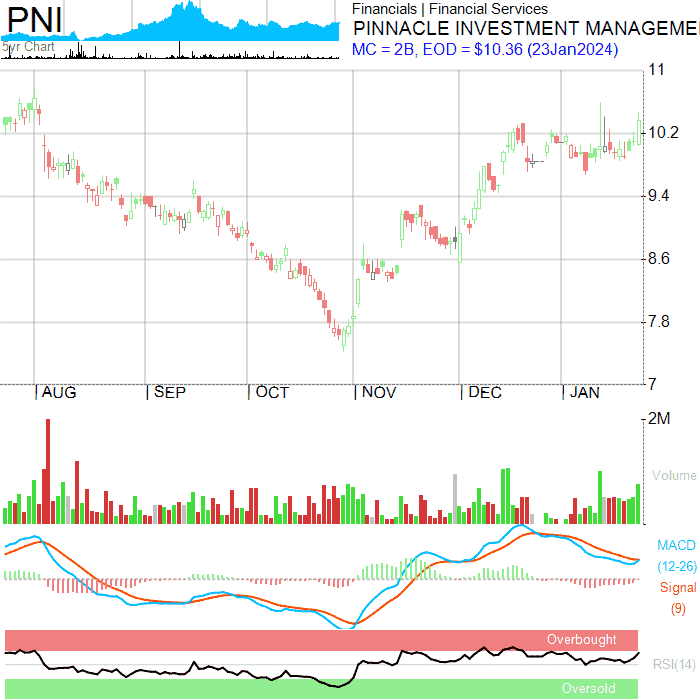 PNI
5yr Chart
Financials | Financial Services
PINNACLE INVESTMENT MANAGEME
MC = 2B, EOD = $10.36 (23Jan2024)
11
10.2
9.4
8.6
7.8
7
AUG
SEP
OCT
NOV
DEC
JAN
2M
Volume
MACD
(12-26)
Signal
(9)
Overbought
RSI(14)
Oversold